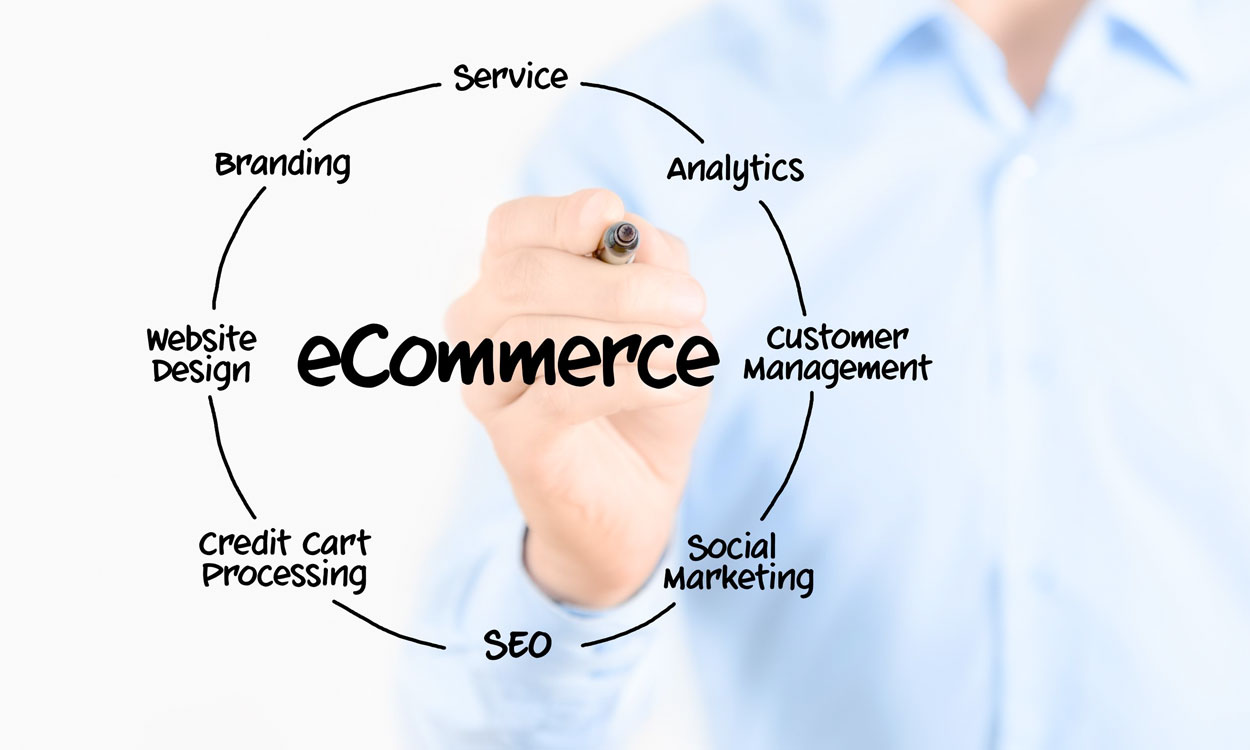 Service
Branding
Analytics
Website
Design
eCommerce
Customer
Management
Credit Cart
Processing
Social
Marketing
SEO